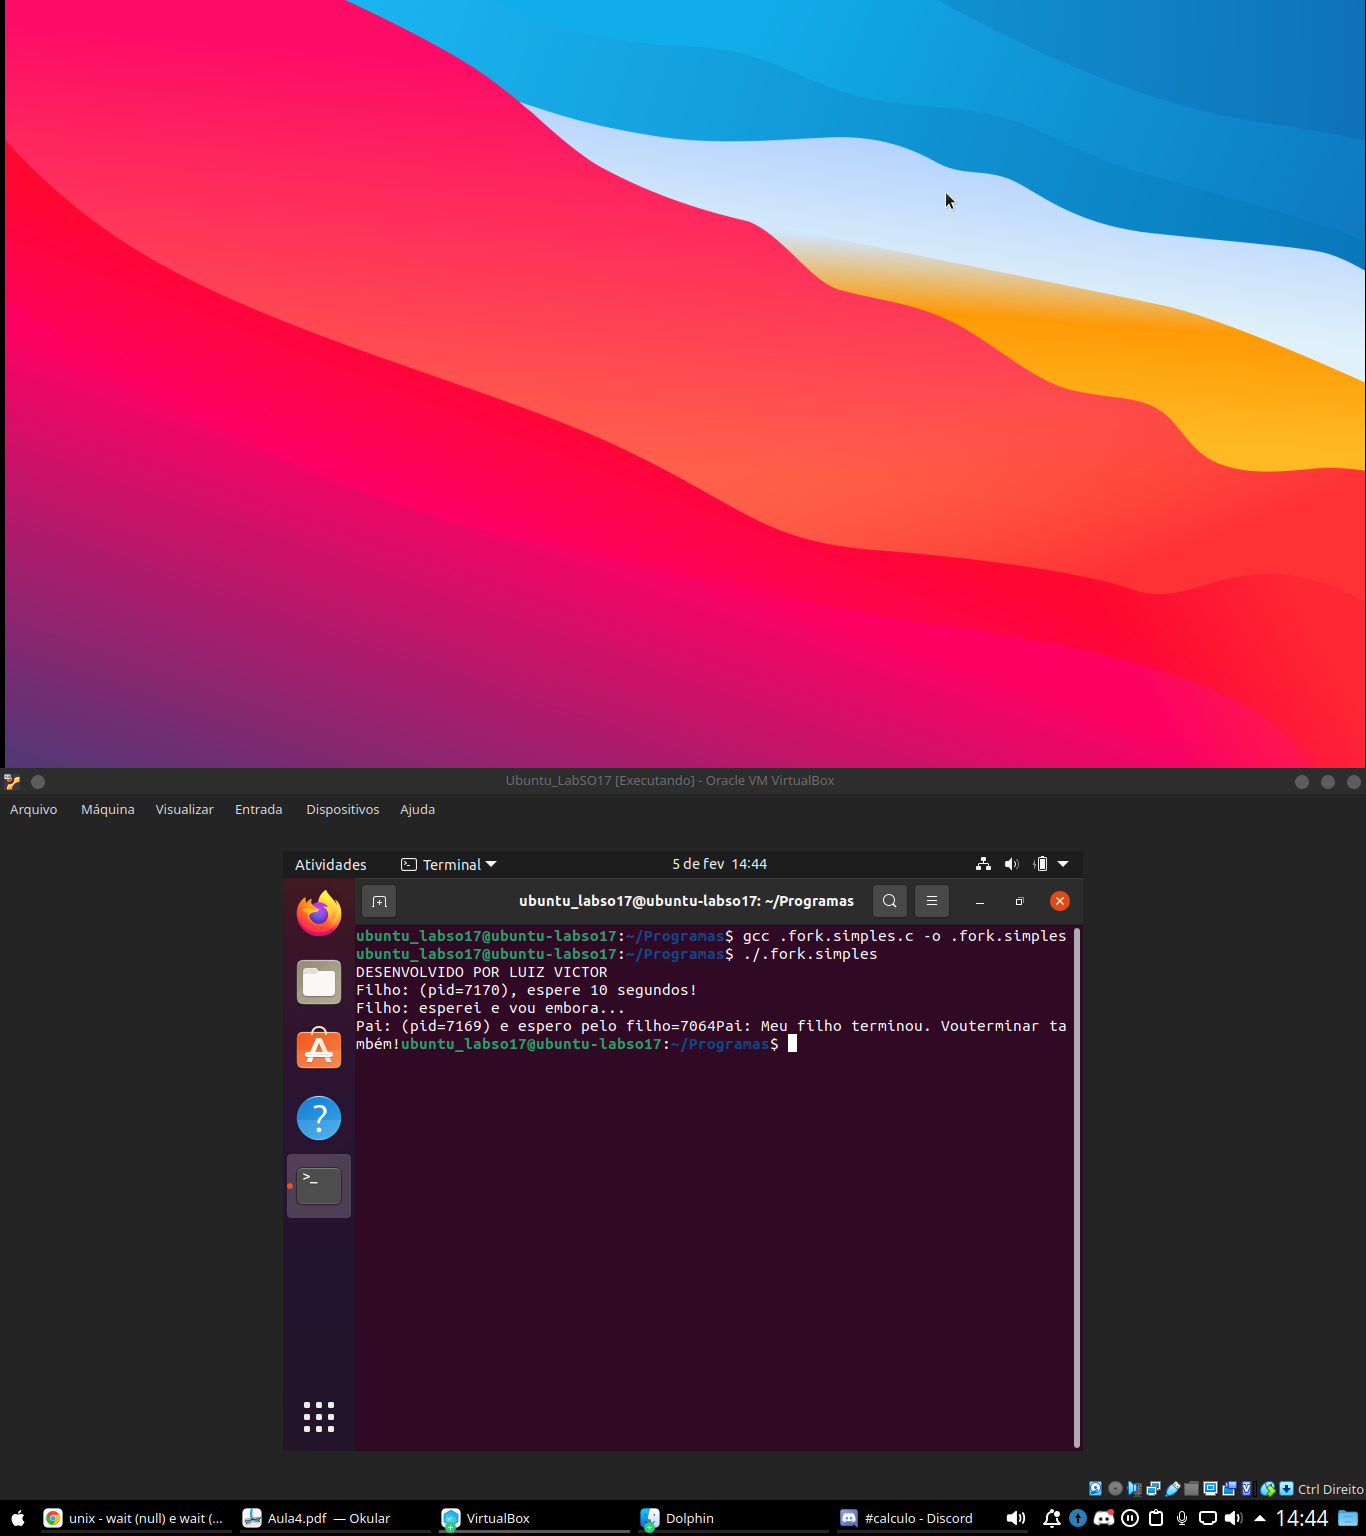 Ubuntu_LabSO17 [Executando] - Oracle VM VirtualBox
Arquivo Máquina Visualizar Entrada Dispositivos Ajuda
Atividades Terminal 5 de fev 14:44
ubuntu_labso17@ubuntu-labso17: ~/Programas
ubuntu_labso17@ubuntu-labso17:~/Programas$ gcc .fork.simples.c -o .fork.simples
ubuntu_labso17@ubuntu-labso17:~/Programas$ ./.fork.simples
DESENVOLVIDO POR LUIZ VICTOR
Filho: (pid=7170), espere 10 segundos!
Filho: esperei e vou embora...
Pai: (pid=7169) e espero pelo filho=7064Pai: Meu filho terminou. Vouterminar ta
mbém!ubuntu_labso17@ubuntu-labso17:~/Programas$
Ctrl Direito
unix - wait (null) e wait (... Aula4.pdf — Okular VirtualBox Dolphin #calculo - Discord 14:44